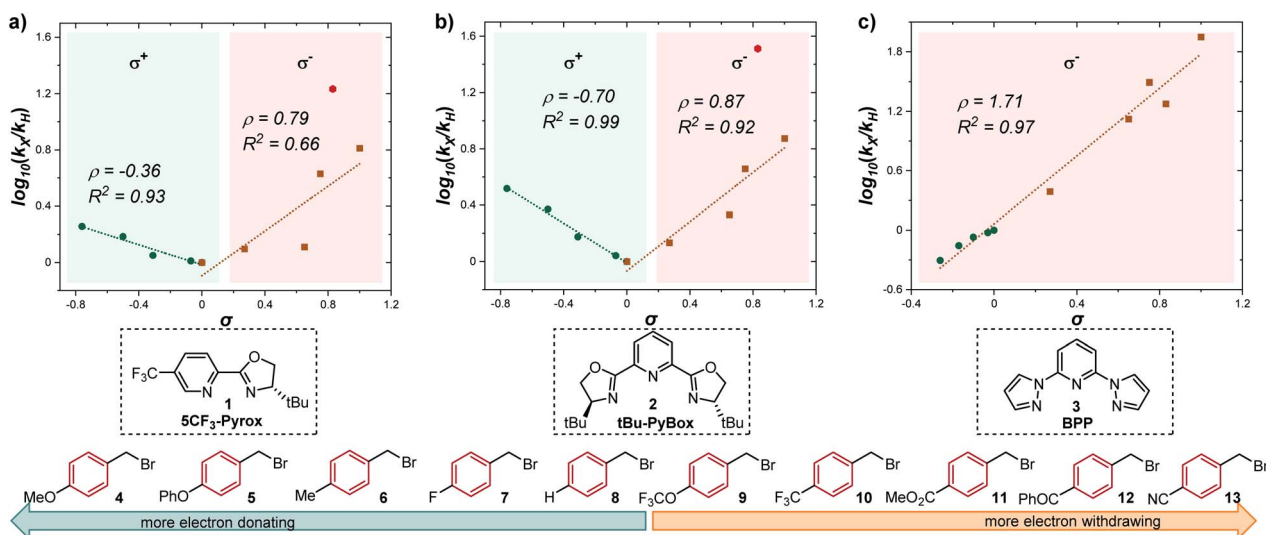 a)
1.6
1.2
0.8
0.4
0
log10(kX/kH)
σ+
σ-
ρ = -0.36
R2 = 0.93
ρ = 0.79
R2 = 0.66
-0.8 -0.4 0 0.4 0.8 1.2
σ
b)
1.6
1.2
0.8
0.4
0
log10(kX/kH)
σ+
σ-
ρ = -0.70
R2 = 0.99
ρ = 0.87
R2 = 0.92
-0.8 -0.4 0 0.4 0.8 1.2
σ
c)
1.8
1.2
0.6
0
-0.6
log10(kX/kH)
σ-
ρ = 1.71
R2 = 0.97
-0.4 0 0.4 0.8 1.2
σ
F3C N O N tBu
1
5CF3-Pyrox
O N N O N tBu tBu
2
tBu-PyBox
N N N N N
3
BPP
MeO Br 4
PhO Br 5
Me Br 6
F Br 7
H Br 8
F3CO Br 9
F3C Br 10
MeO2C Br 11
PhOC Br 12
NC Br 13
more electron donating
more electron withdrawing